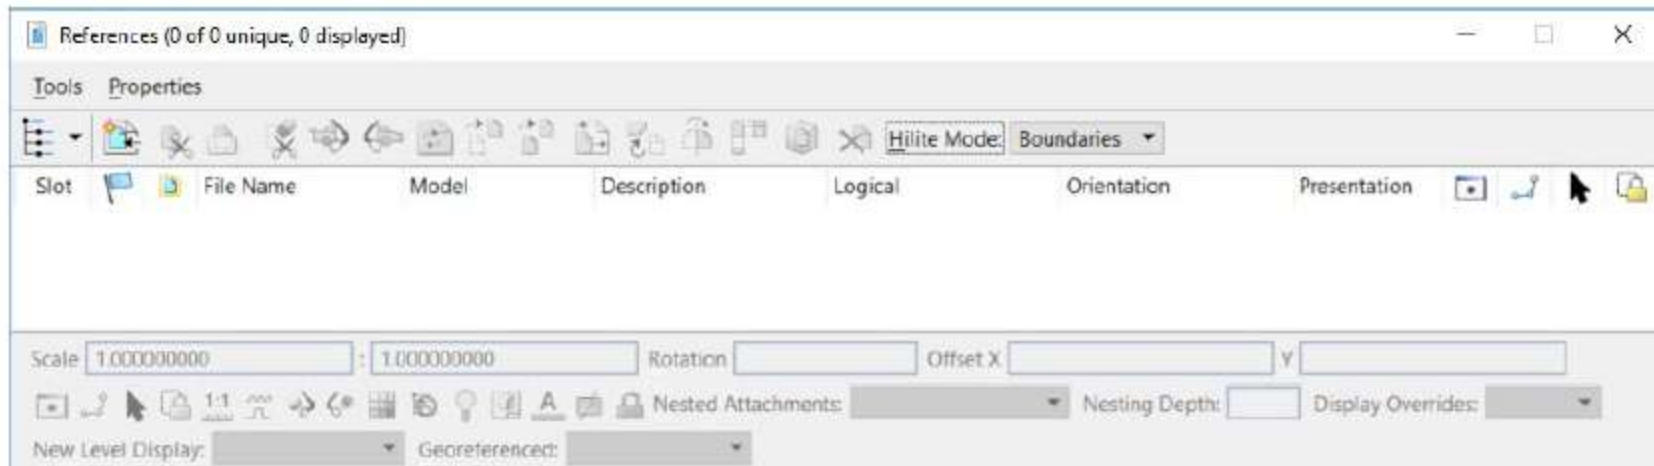 References (0 of 0 unique, 0 displayed)
Tools Properties
Hilite Mode: Boundaries
Slot File Name Model Description Logical Orientation Presentation
Scale 1.000000000 : 1.000000000 Rotation Offset X Y
1:1 A Nested Attachments: Nesting Depth: Display Overrides:
New Level Display: Georeferenced: